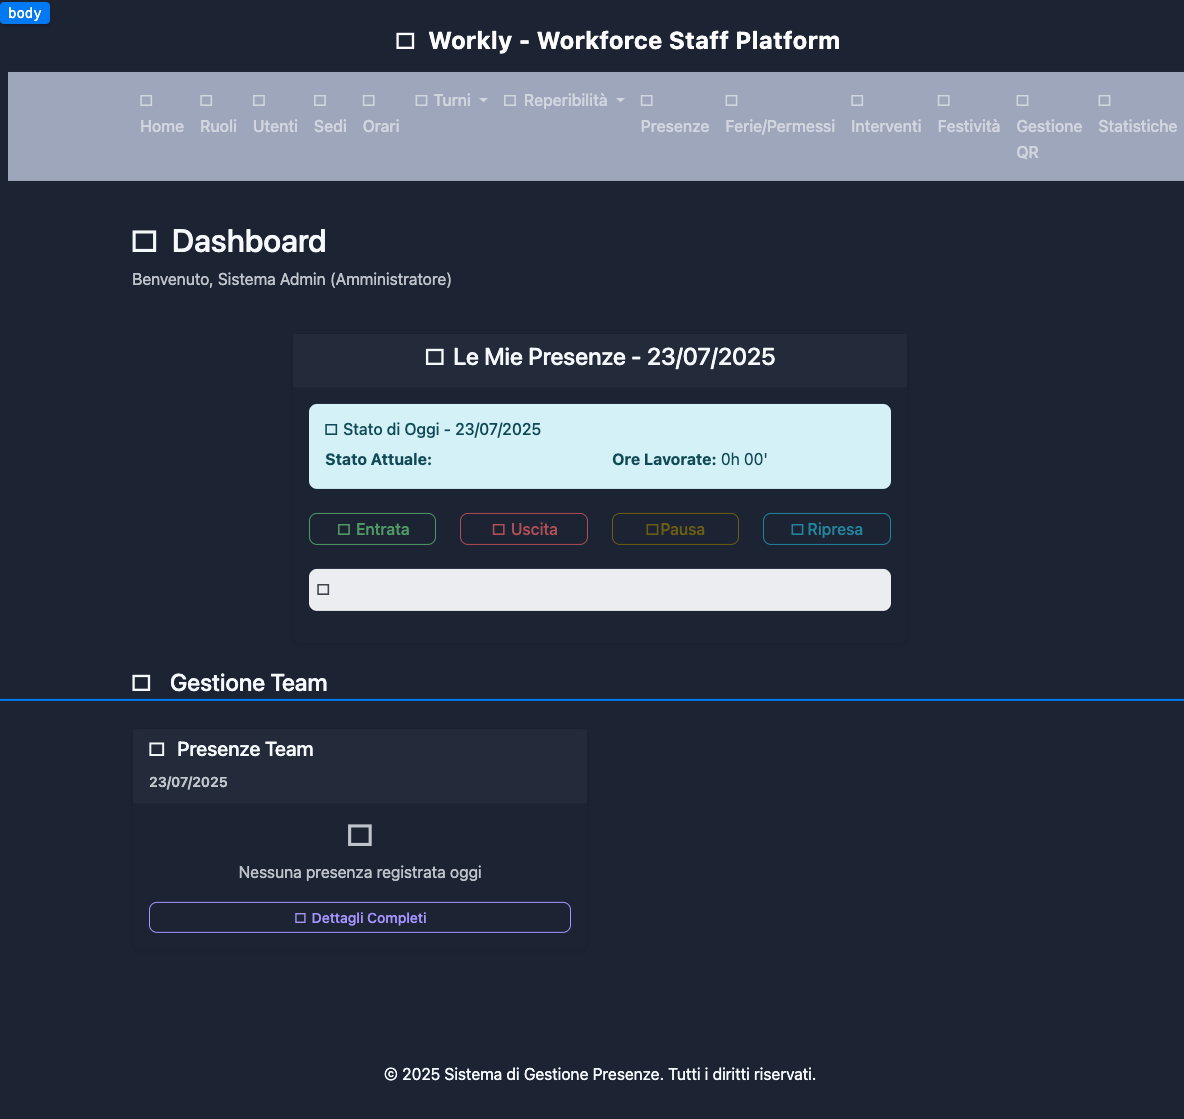 body
Workly - Workforce Staff Platform
Home Ruoli Utenti Sedi Orari Turni Reperibilità Presenze Ferie/Permessi Interventi Festività Gestione QR Statistiche
Dashboard
Benvenuto, Sistema Admin (Amministratore)
Le Mie Presenze - 23/07/2025
Stato di Oggi - 23/07/2025
Stato Attuale: Ore Lavorate: 0h 00'
Entrata Uscita Pausa Ripresa
Gestione Team
Presenze Team
23/07/2025
Nessuna presenza registrata oggi
Dettagli Completi
© 2025 Sistema di Gestione Presenze. Tutti i diritti riservati.